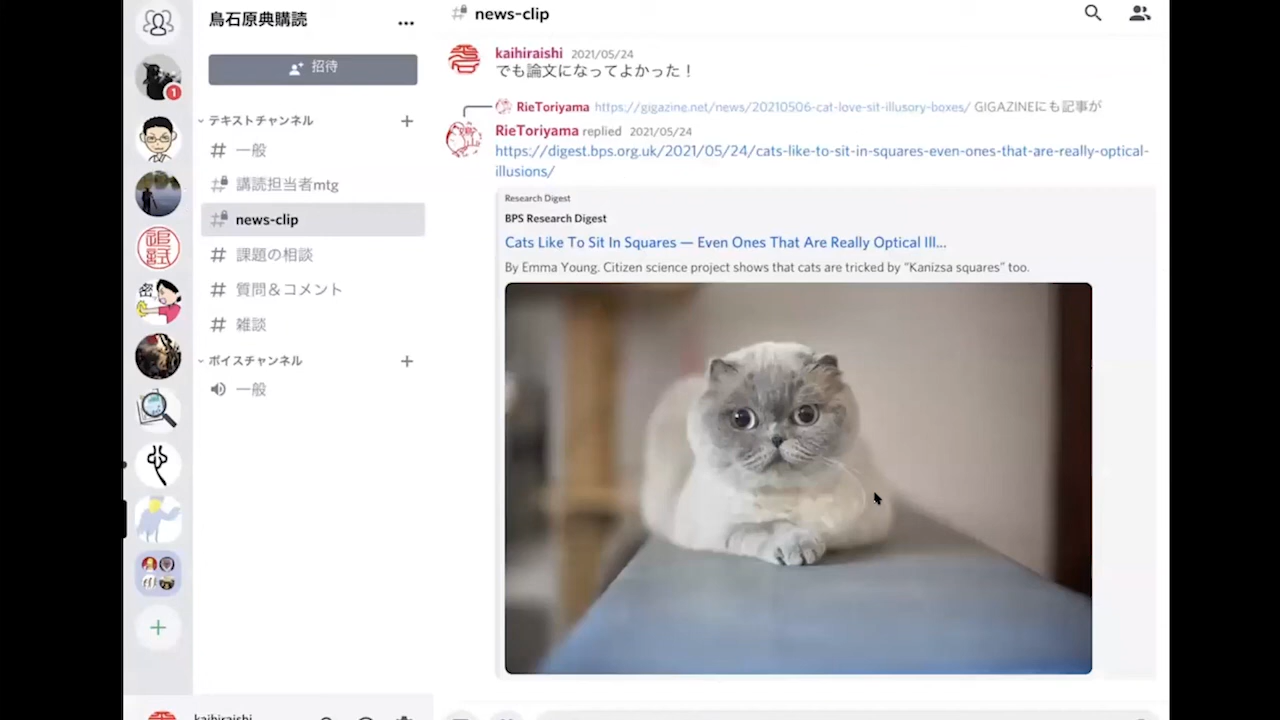 鳥石原典購読
...
招待
テキストチャンネル
一般
講読担当者mtg
news-clip
課題の相談
質問＆コメント
雑談
ボイスチャンネル
一般
追試
密
1
kaihiraishi
news-clip
kaihiraishi 2021/05/24
でも論文になってよかった！
RieToriyama https://gigazine.net/news/20210506-cat-love-sit-illusory-boxes/ GIGAZINEにも記事が
RieToriyama replied 2021/05/24
https://digest.bps.org.uk/2021/05/24/cats-like-to-sit-in-squares-even-ones-that-are-really-optical-
illusions/
Research Digest
BPS Research Digest
Cats Like To Sit In Squares — Even Ones That Are Really Optical Ill...
By Emma Young. Citizen science project shows that cats are tricked by “Kanizsa squares” too.